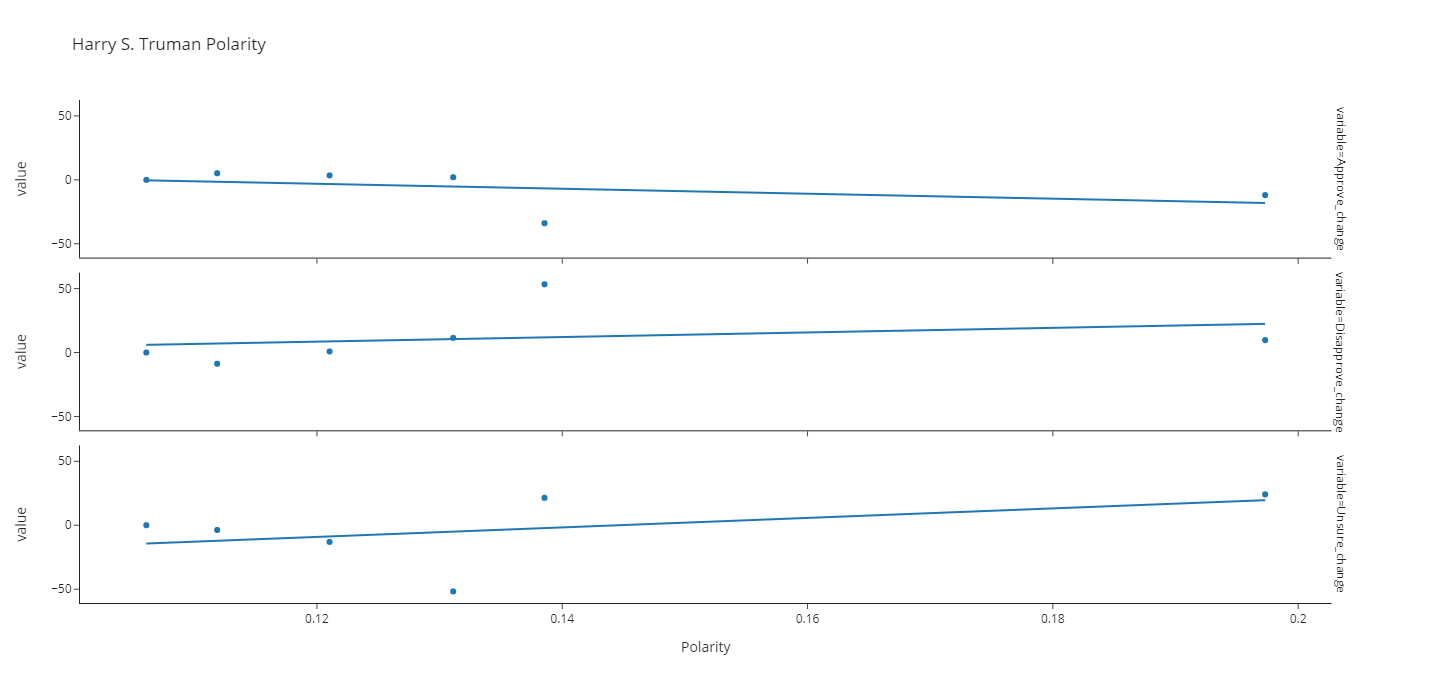 Harry S. Truman Polarity
50
0
−50
value
variable=Approve_change
50
0
−50
value
variable=Disapprove_change
50
0
−50
value
variable=Unsure_change
0.12
0.14
0.16
0.18
0.2
Polarity